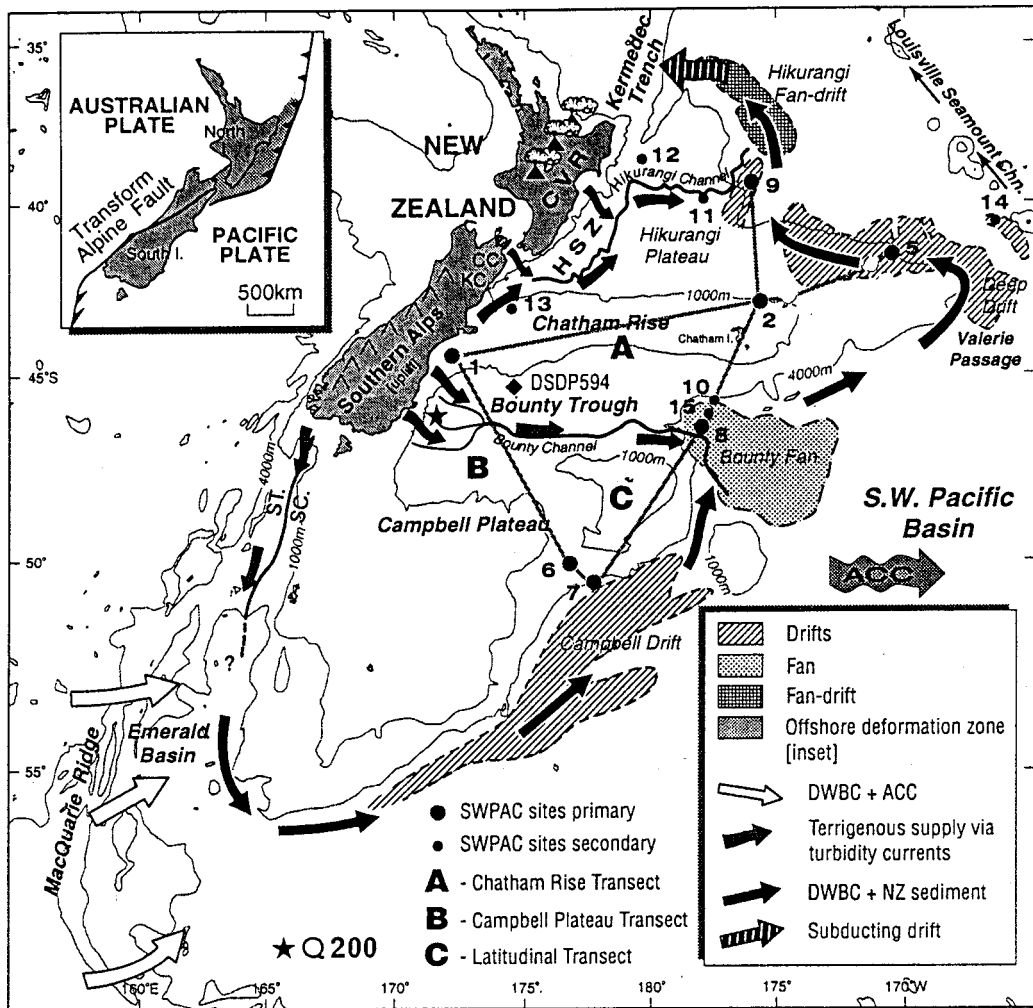 35°
40°
45°S
50°
55°
160°E
165°
170°
175°
180°
175°
170°W
AUSTRALIAN
PLATE
North I.
Transform
Alpine Fault
PACIFIC
PLATE
South I.
500km
NEW
ZEALAND
CVR
Kermedec
Trench
Hikurangi
Fan-drift
Louisville Seamount Chn.
12
Hikurangi Channel
11
9
14
HSZ
Hikurangi
Plateau
CC
KC
13
1000m
5
Deep
Drift
Valerie
Passage
Chatham Rise
2
Chatham I.
A
Southern Alps
(uplift)
1
DSDP594
Bounty Trough
4000m
10
15
8
Bounty Channel
Bounty Fan
B
1000m
C
Campbell Plateau
S.W. Pacific
Basin
ACC
4000m
ST.
SC.
1000m
6
7
1000m
Campbell Drift
?
Emerald
Basin
MacQuarie Ridge
SWPAC sites primary
SWPAC sites secondary
A - Chatham Rise Transect
B - Campbell Plateau Transect
C - Latitudinal Transect
★ Q 200
Drifts
Fan
Fan-drift
Offshore deformation zone
[inset]
DWBC + ACC
Terrigenous supply via
turbidity currents
DWBC + NZ sediment
Subducting drift